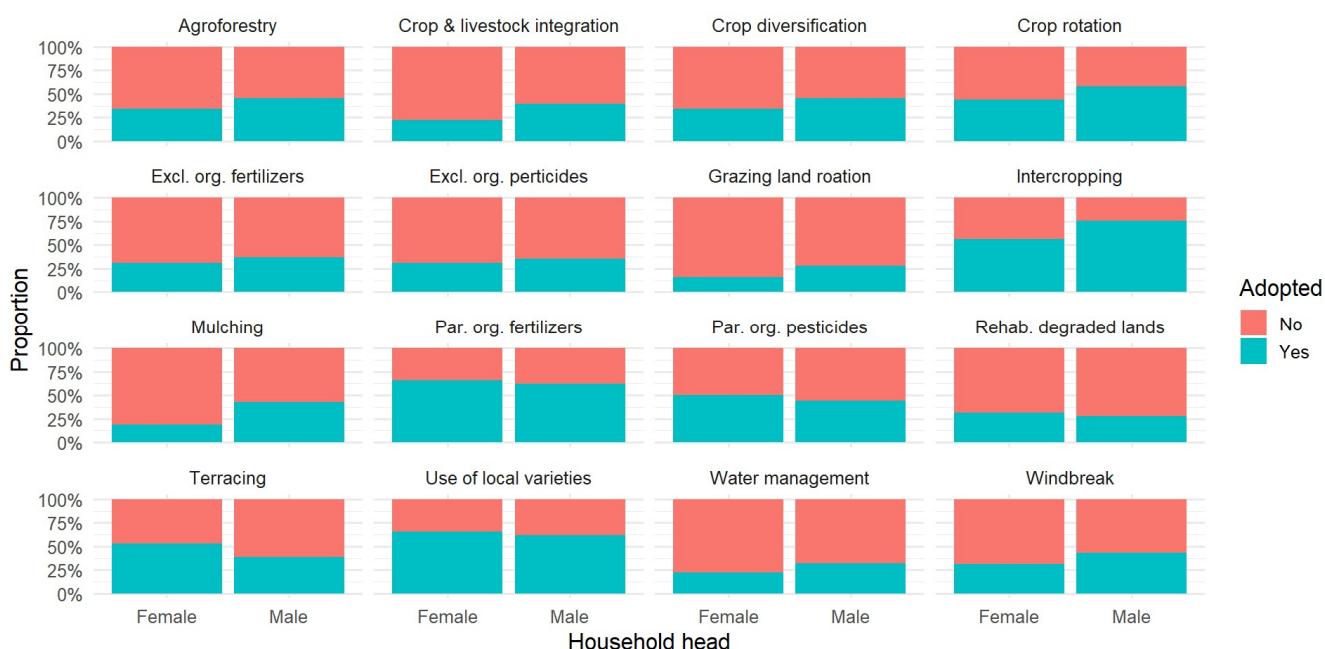 Agroforestry Crop & livestock integration Crop diversification Crop rotation
100%
75%
50%
25%
0%
Excl. org. fertilizers Excl. org. perticides Grazing land roation Intercropping
100%
75%
50%
25%
0%
Mulching Par. org. fertilizers Par. org. pesticides Rehab. degraded lands
100%
75%
50%
25%
0%
Terracing Use of local varieties Water management Windbreak
100%
75%
50%
25%
0%
Female Male Female Male Female Male Female Male
Household head
Proportion
Adopted
No
Yes